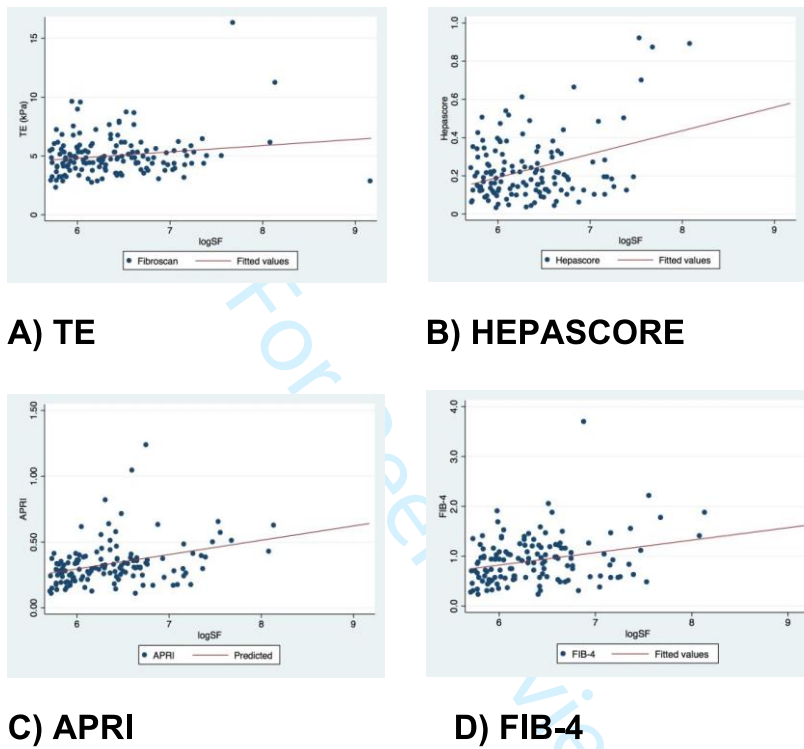 TE (kPa)
15
10
5
0
6 7 8 9
logSF
Fibroscan Fitted values
Hepascore
1.0
0.8
0.6
0.4
0.2
0
6 7 8 9
logSF
Hepascore Fitted values
A) TE
B) HEPASCORE
APRI
1.50
1.00
0.50
0.00
6 7 8 9
logSF
APRI Predicted
FIB-4
4.0
3.0
2.0
1.0
0.0
6 7 8 9
logSF
FIB-4 Fitted values
C) APRI
D) FIB-4
For